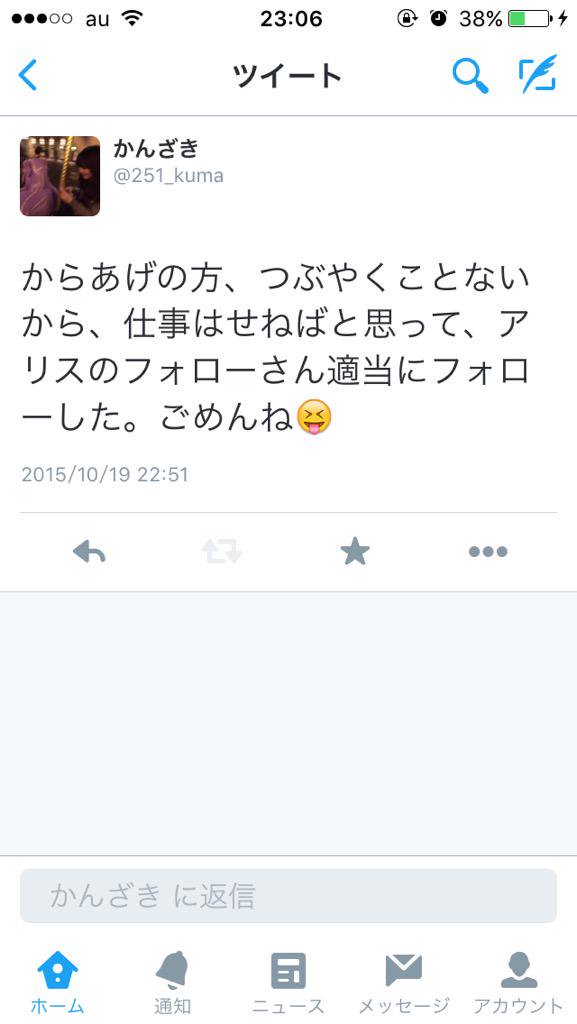 au 23:06 38%
ツイート
かんざき
@251_kuma
からあげの方、つぶやくことない
から、仕事はせねばと思って、ア
リスのフォローさん適当にフォロ
ーした。ごめんね😝
2015/10/19 22:51
かんざき に返信
ホーム 通知 ニュース メッセージ アカウント